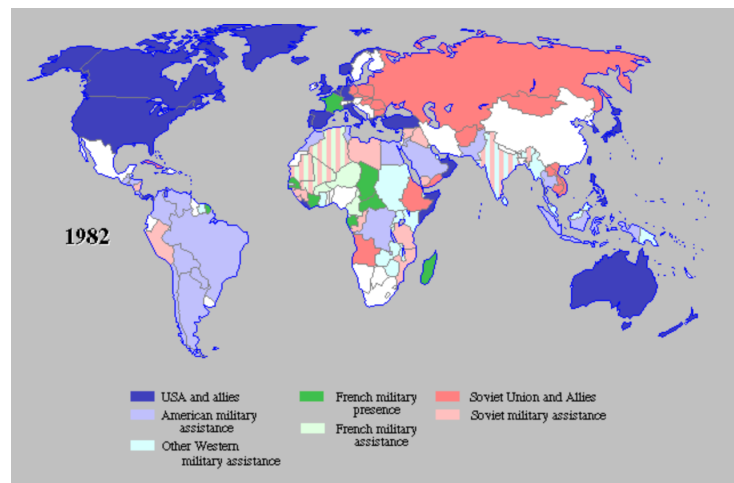 1982
USA and allies
American military
assistance
Other Western
military assistance
French military
presence
French military
assistance
Soviet Union and Allies
Soviet military assistance